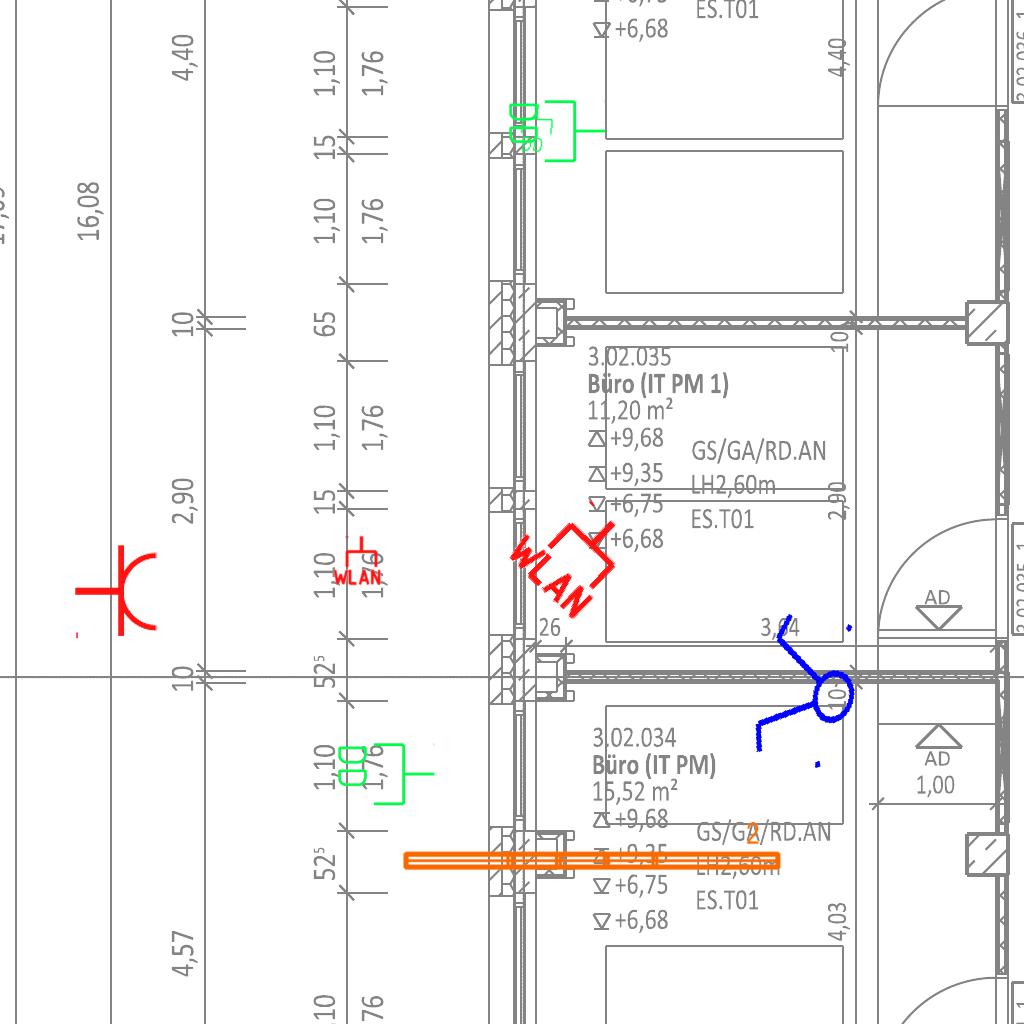 ES.T01
+6,68
4,40
1,10
1,76
4,40
15
16,08
1,10
1,76
10
65
10
3.02.035
Büro (IT PM 1)
11,20 m²
+9,68
+9,35
+6,75
+6,68
GS/GA/RD.AN
LH2,60m
ES.T01
1,10
1,76
2,90
15
2,90
WLAN
WLAN
1,10
1,76
AD
26
3,64
10
52⁵
10
3.02.034
Büro (IT PM)
15,52 m²
+9,68
+9,35
+6,75
+6,68
GS/GA/RD.AN
LH2,60m
ES.T01
2
AD
1,00
1,10
1,76
52⁵
4,57
4,03
1,10
1,76